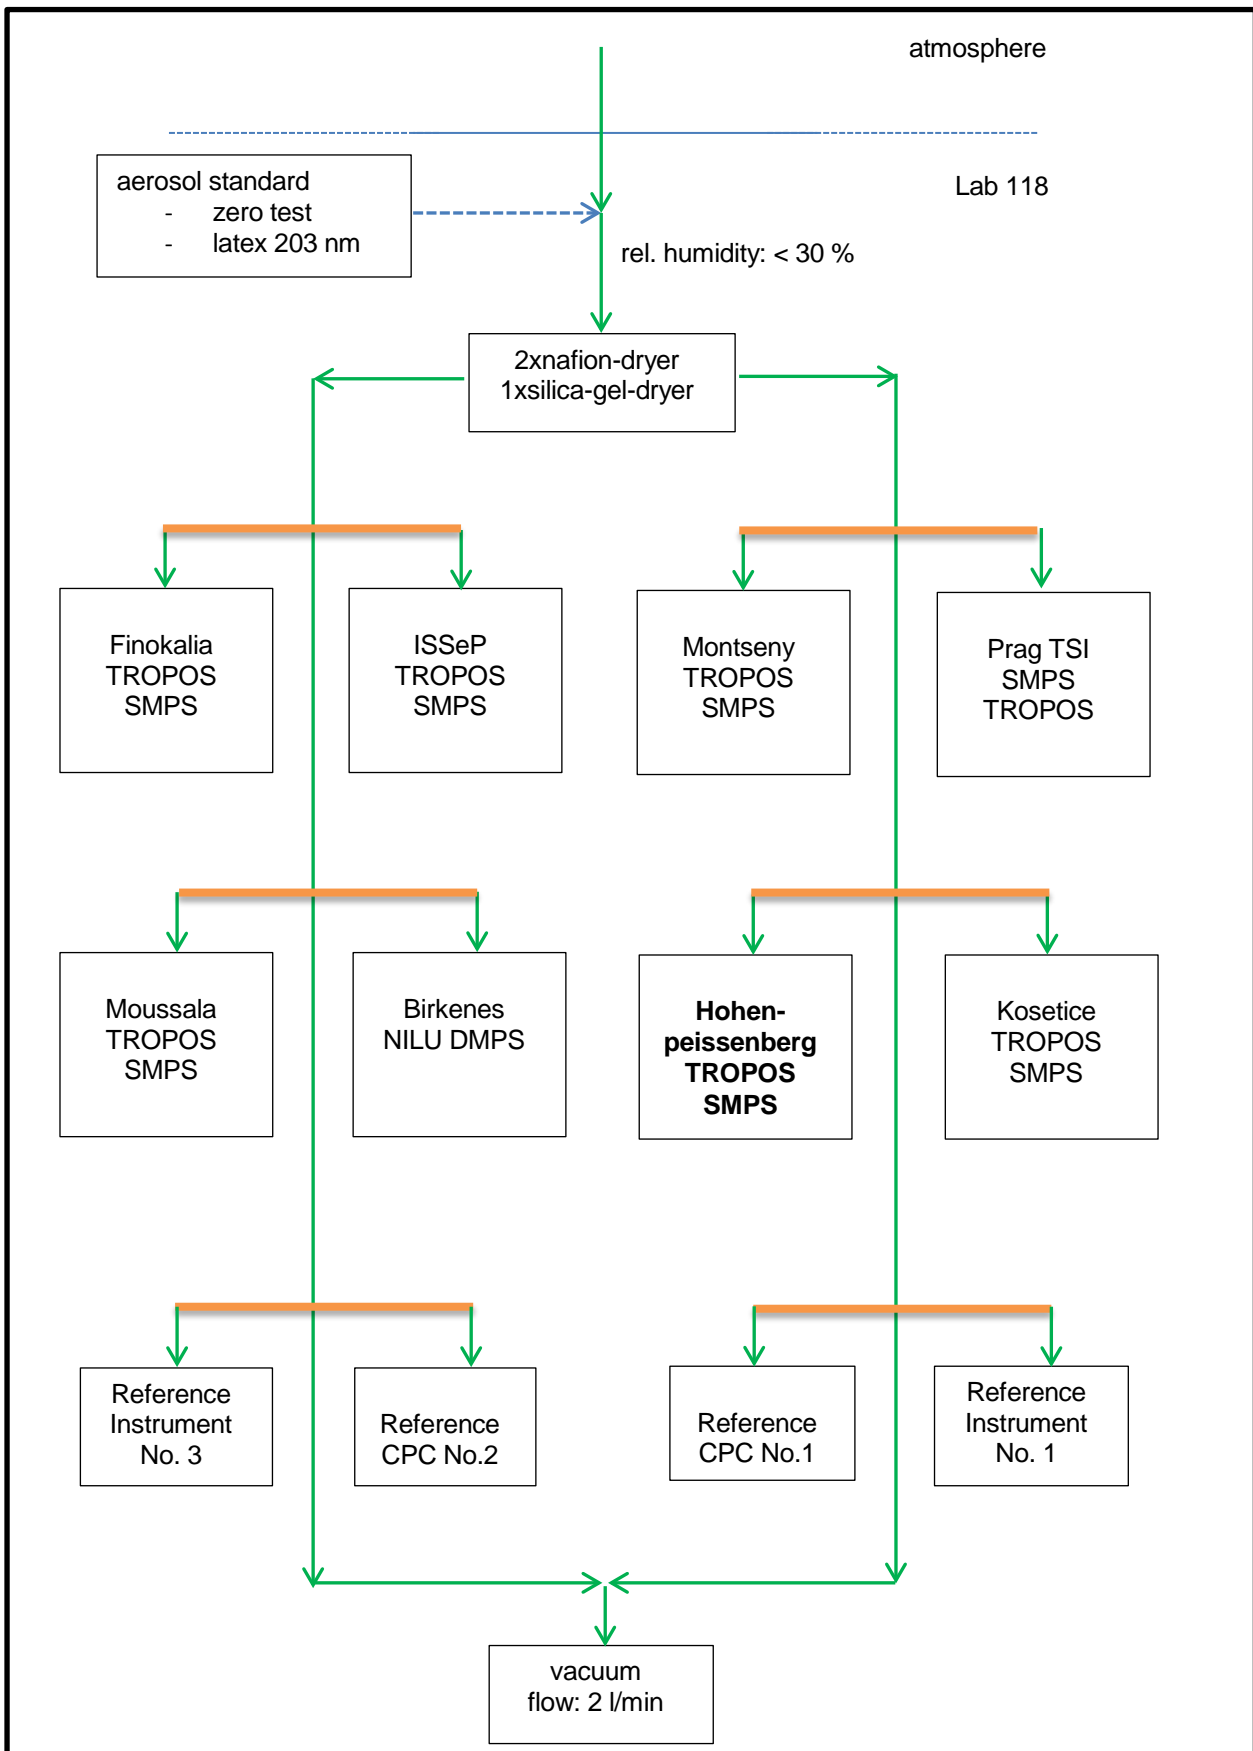 atmosphere
aerosol standard
- zero test
- latex 203 nm
Lab 118
rel. humidity: < 30 %
2xnafion-dryer
1xsilica-gel-dryer
Finokalia
TROPOS
SMPS
ISSeP
TROPOS
SMPS
Montseny
TROPOS
SMPS
Prag TSI
SMPS
TROPOS
Moussala
TROPOS
SMPS
Birkenes
NILU DMPS
Hohen-
peissenberg
TROPOS
SMPS
Kosetice
TROPOS
SMPS
Reference
Instrument
No. 3
Reference
CPC No.2
Reference
CPC No.1
Reference
Instrument
No. 1
vacuum
flow: 2 l/min